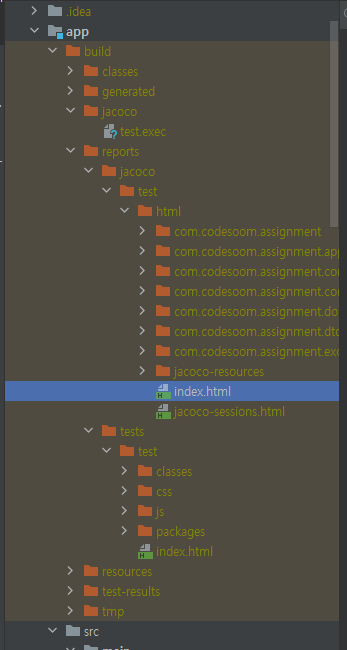 .idea
app
build
classes
generated
jacoco
test.exec
reports
jacoco
test
html
com.codesoom.assignment
com.codesoom.assignment.app
com.codesoom.assignment.co
com.codesoom.assignment.co
com.codesoom.assignment.do
com.codesoom.assignment.dto
com.codesoom.assignment.exc
jacoco-resources
index.html
jacoco-sessions.html
tests
test
classes
css
js
packages
index.html
resources
test-results
tmp
src
main